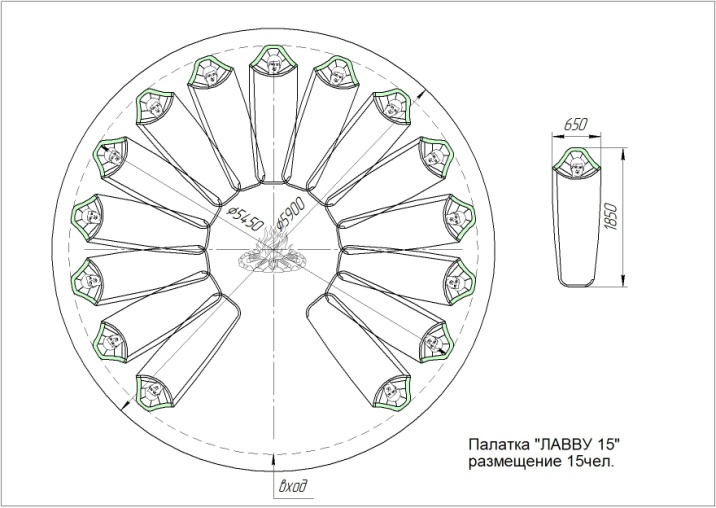 650
1850
ø5450
ø5900
Палатка "ЛАВВУ 15"
размещение 15чел.
вход